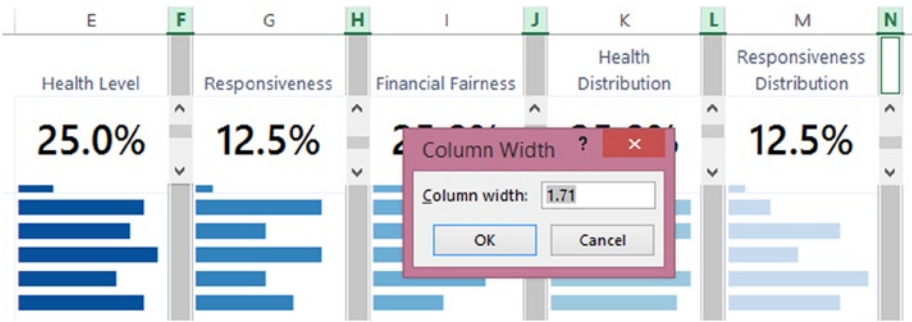 E F G H I J K L M N
Health Level
Responsiveness
Financial Fairness
Health
Distribution
Responsiveness
Distribution
25.0%
12.5%
12.5%
Column Width ? ×
Column width: 1.71
OK Cancel